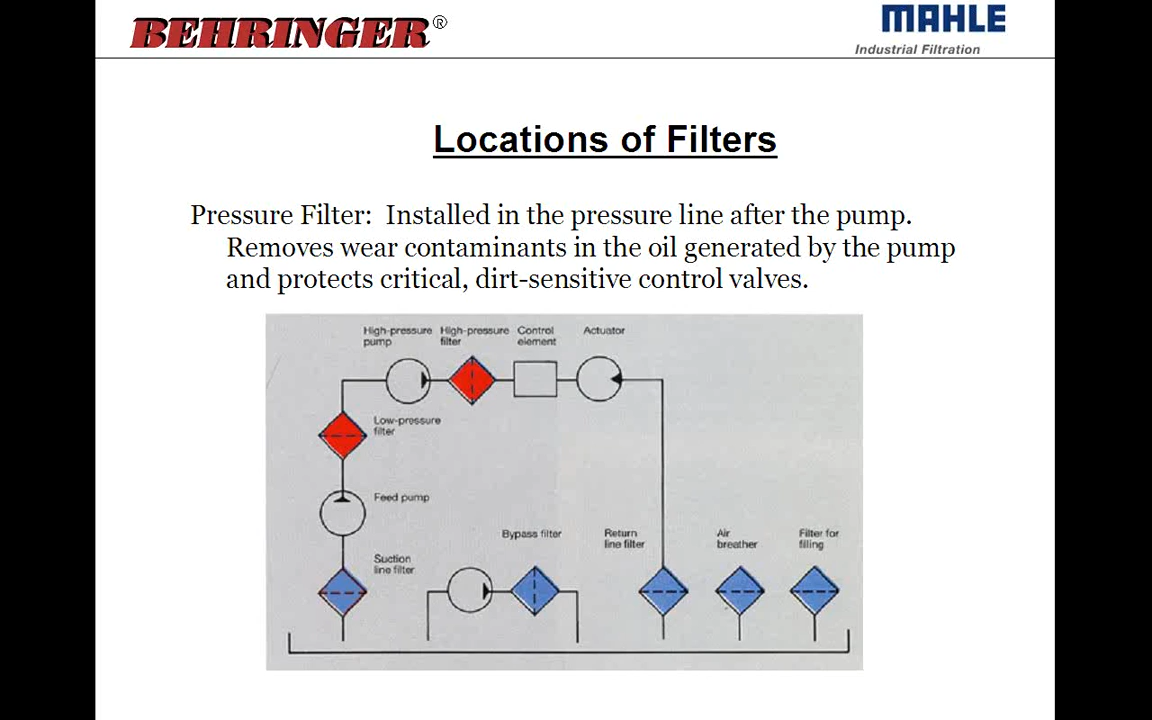 BEHRINGER®
MAHLE
Industrial Filtration
Locations of Filters
Pressure Filter: Installed in the pressure line after the pump.
Removes wear contaminants in the oil generated by the pump
and protects critical, dirt-sensitive control valves.
High-pressure
pump
High-pressure
filter
Control
element
Actuator
Low-pressure
filter
Feed pump
Suction
line filter
Bypass filter
Return
line filter
Air
breather
Filter for
filling